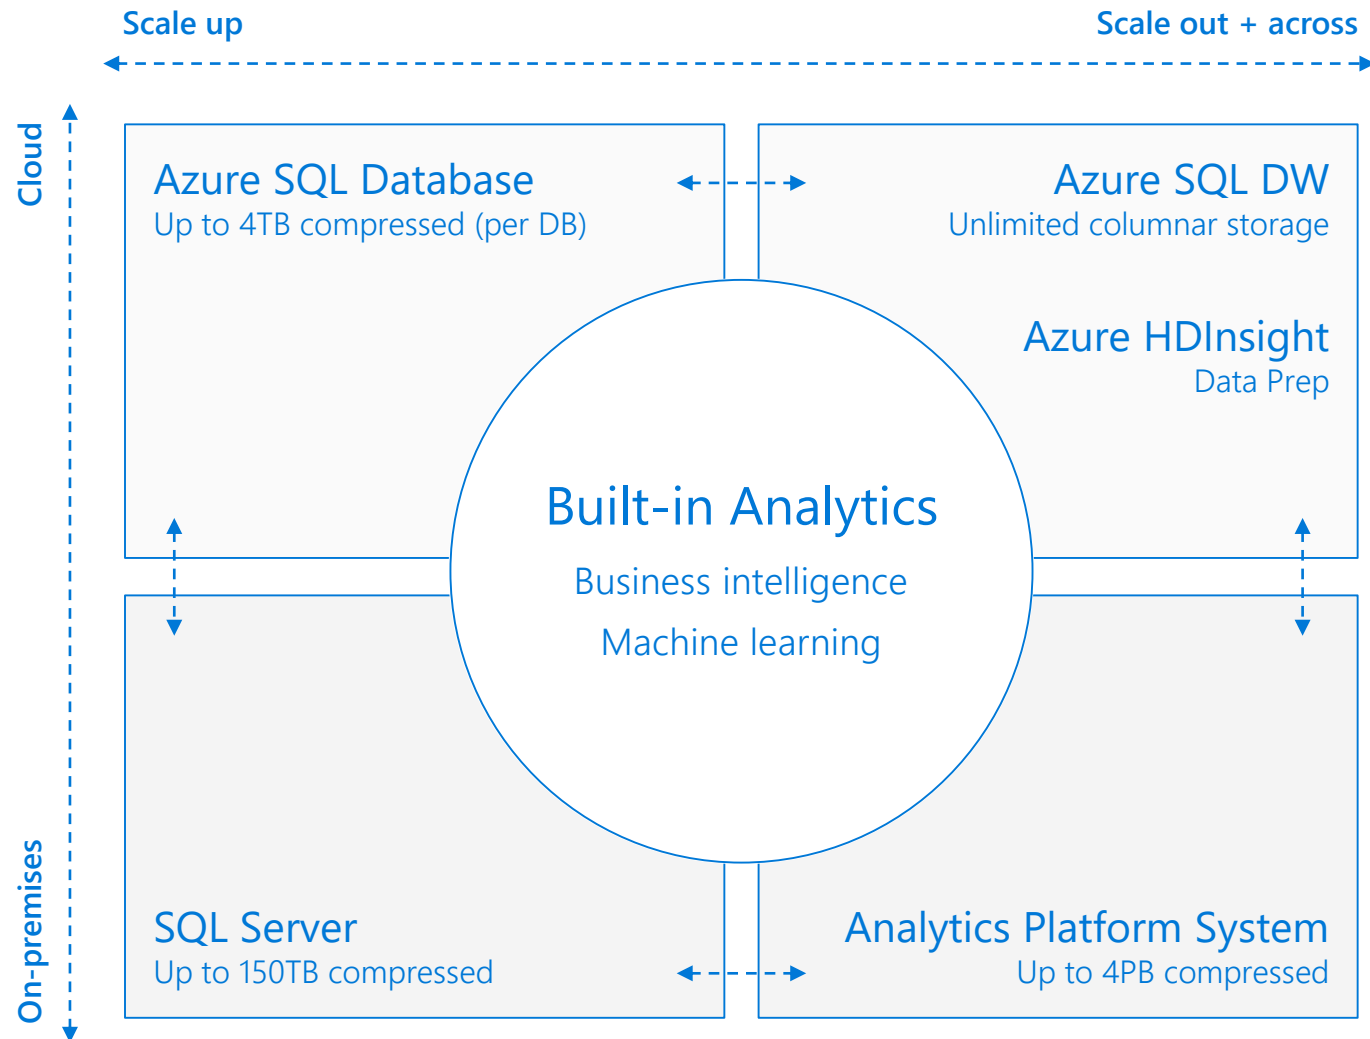 Scale up
Scale out + across
Cloud
Azure SQL Database
Up to 4TB compressed (per DB)
Azure SQL DW
Unlimited columnar storage
Azure HDInsight
Data Prep
Built-in Analytics
Business intelligence
Machine learning
On-premises
SQL Server
Up to 150TB compressed
Analytics Platform System
Up to 4PB compressed